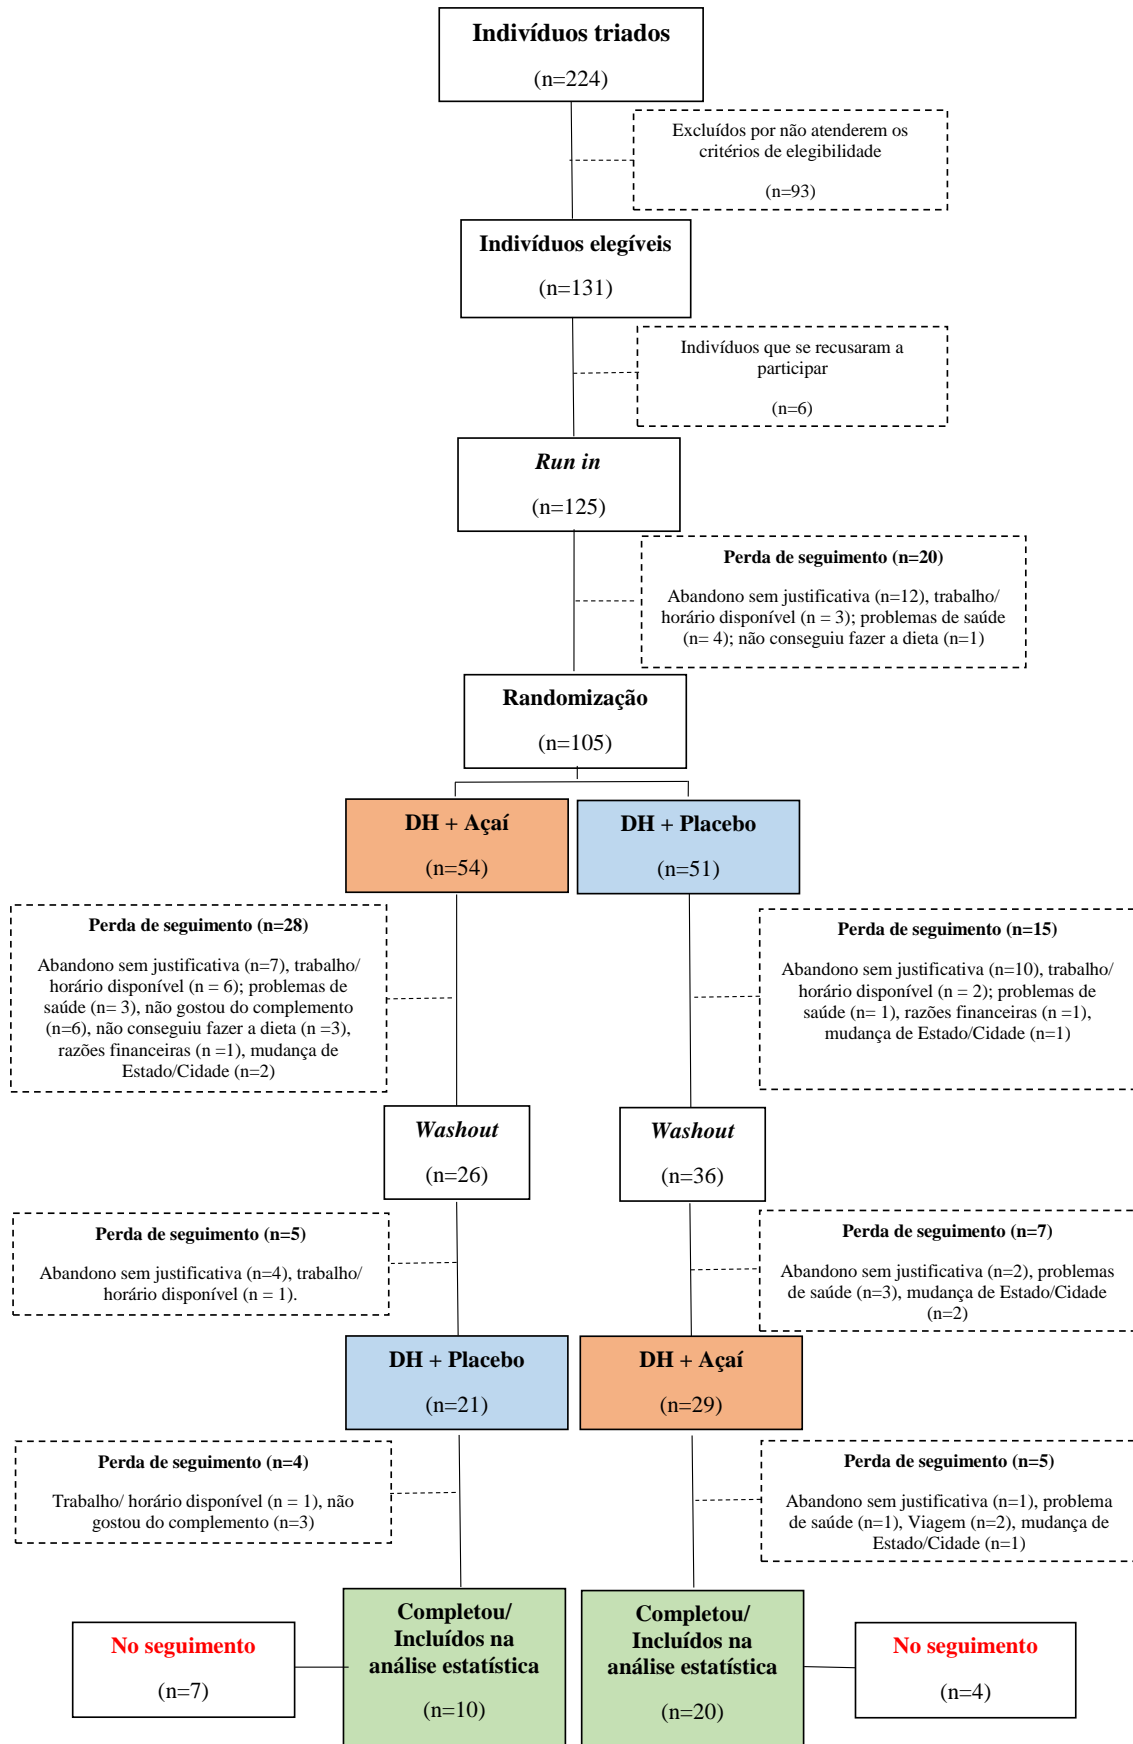 Indivíduos triados
(n=224)
Excluídos por não atenderem os
critérios de elegibilidade
(n=93)
Indivíduos elegíveis
(n=131)
Indivíduos que se recusaram a
participar
(n=6)
Run in
(n=125)
Perda de seguimento (n=20)
Abandono sem justificativa (n=12), trabalho/
horário disponível (n = 3); problemas de saúde
(n= 4); não conseguiu fazer a dieta (n=1)
Randomização
(n=105)
DH + Açaí
(n=54)
DH + Placebo
(n=51)
Perda de seguimento (n=28)
Abandono sem justificativa (n=7), trabalho/
horário disponível (n = 6); problemas de
saúde (n= 3), não gostou do complemento
(n=6), não conseguiu fazer a dieta (n =3),
razões financeiras (n =1), mudança de
Estado/Cidade (n=2)
Perda de seguimento (n=15)
Abandono sem justificativa (n=10), trabalho/
horário disponível (n = 2); problemas de
saúde (n= 1), razões financeiras (n =1),
mudança de Estado/Cidade (n=1)
Washout
(n=26)
Washout
(n=36)
Perda de seguimento (n=5)
Abandono sem justificativa (n=4), trabalho/
horário disponível (n = 1).
Perda de seguimento (n=7)
Abandono sem justificativa (n=2), problemas
de saúde (n=3), mudança de Estado/Cidade
(n=2)
DH + Placebo
(n=21)
DH + Açaí
(n=29)
Perda de seguimento (n=4)
Trabalho/ horário disponível (n = 1), não
gostou do complemento (n=3)
Perda de seguimento (n=5)
Abandono sem justificativa (n=1), problema
de saúde (n=1), Viagem (n=2), mudança de
Estado/Cidade (n=1)
No seguimento
(n=7)
Completou/
Incluídos na
análise estatística
(n=10)
Completou/
Incluídos na
análise estatística
(n=20)
No seguimento
(n=4)